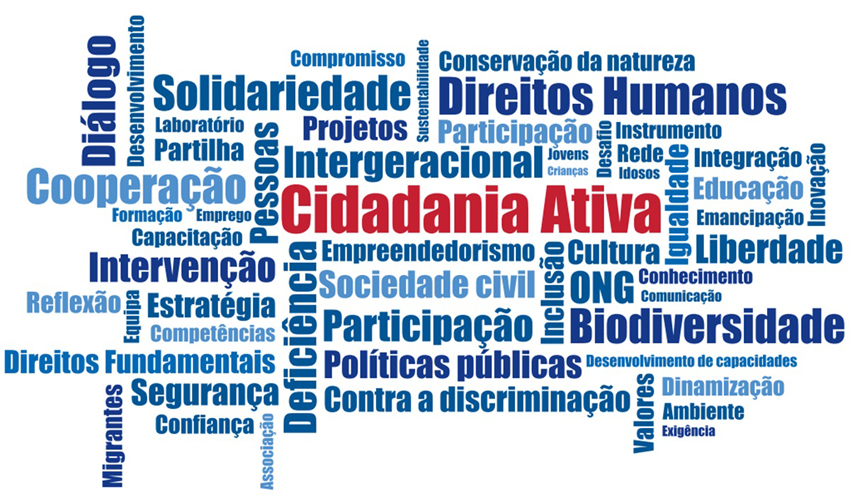 Diálogo
Desenvolvimento
Compromisso
Sustentabilidade
Conservação da natureza
Solidariedade
Direitos Humanos
Laboratório
Projetos
Participação
Desafio
Instrumento
Partilha
Pessoas
Intergeracional
Jovens
Crianças
Rede
Idosos
Igualdade
Integração
Inovação
Cooperação
Cidadania Ativa
Educação
Formação
Emprego
Emancipação
Capacitação
Deficiência
Empreendedorismo
Inclusão
Cultura
Liberdade
Intervenção
Sociedade civil
ONG
Conhecimento
Comunicação
Reflexão
Equipa
Estratégia
Competências
Participação
Biodiversidade
Direitos Fundamentais
Políticas públicas
Desenvolvimento de capacidades
Migrantes
Segurança
Contra a discriminação
Valores
Dinamização
Confiança
Associação
Ambiente
Exigência